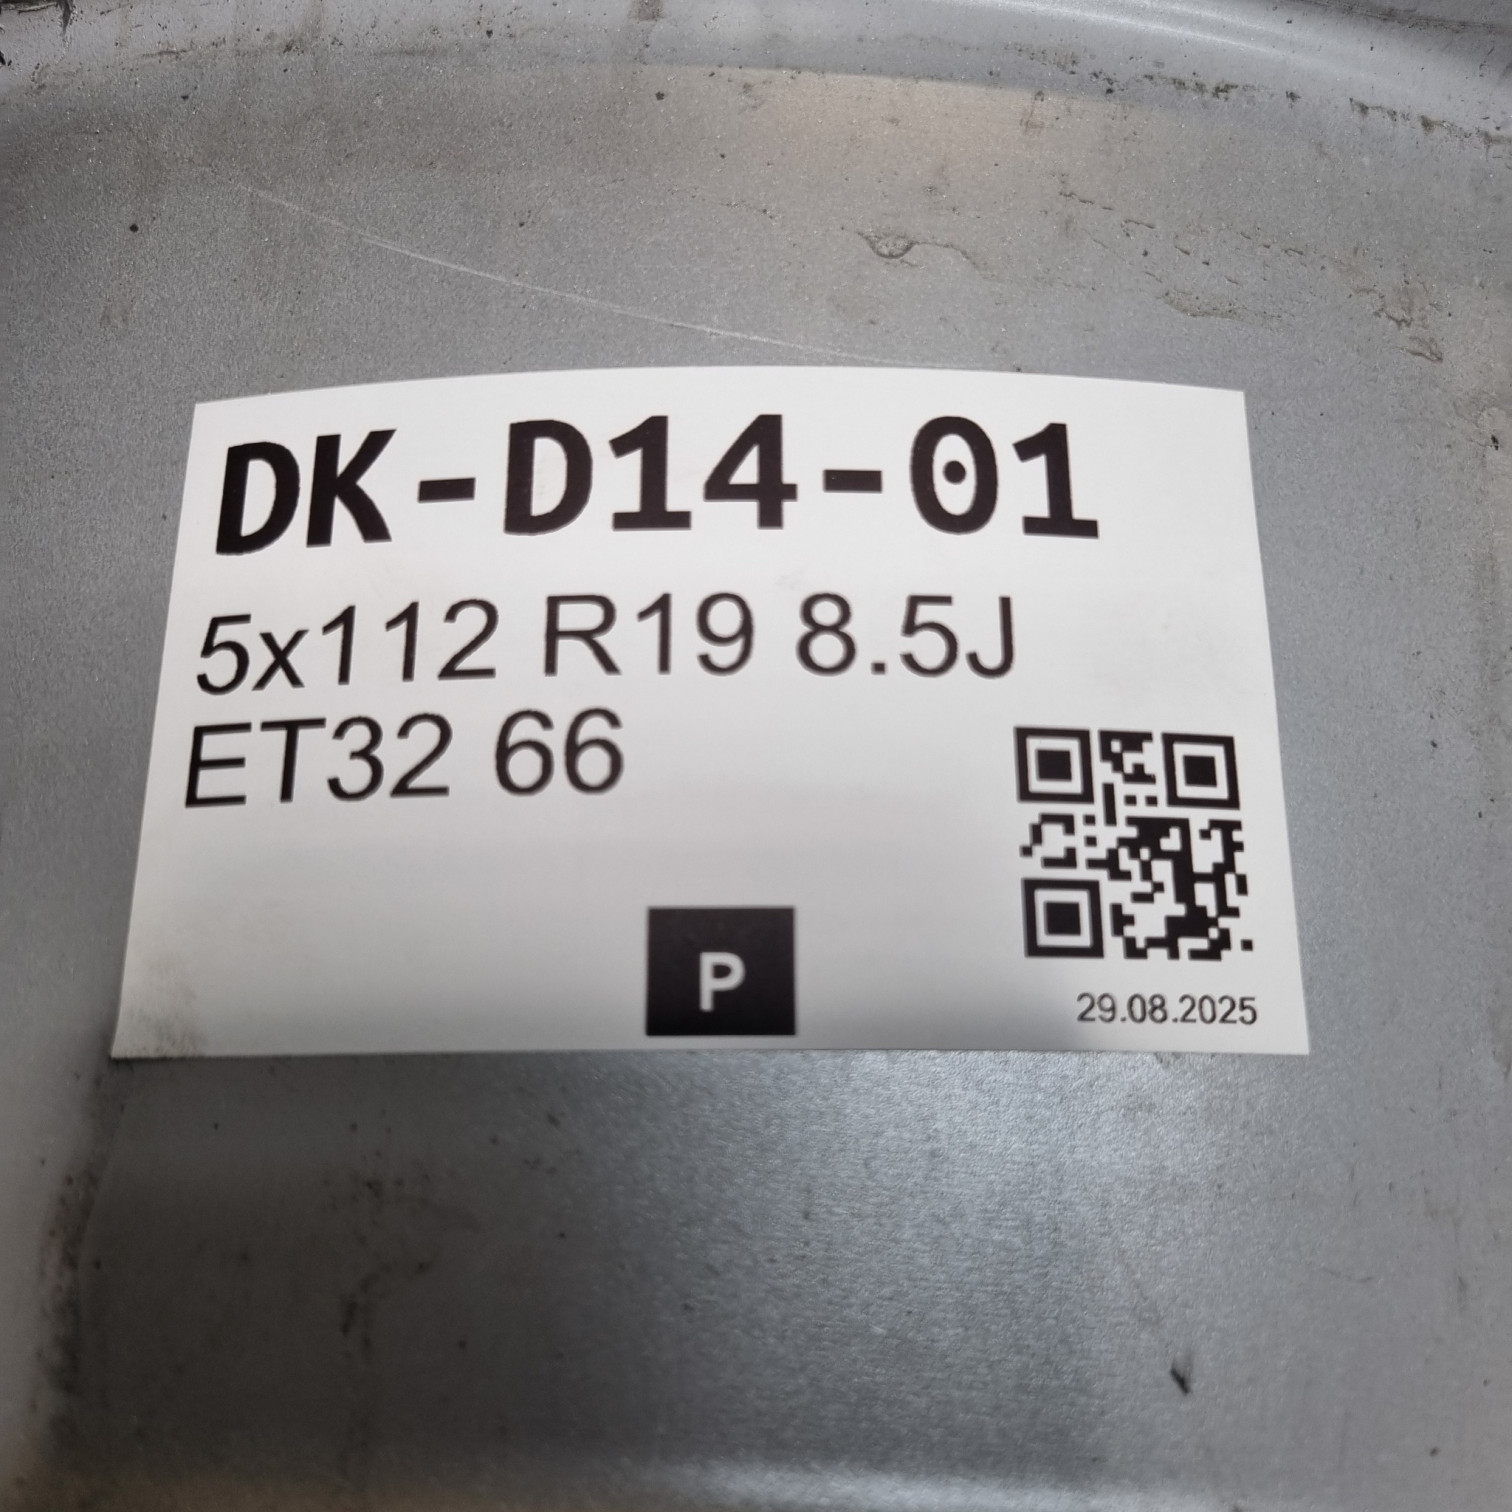 DK-D14-01
5x112 R19 8.5J
ET32 66
P
29.08.2025